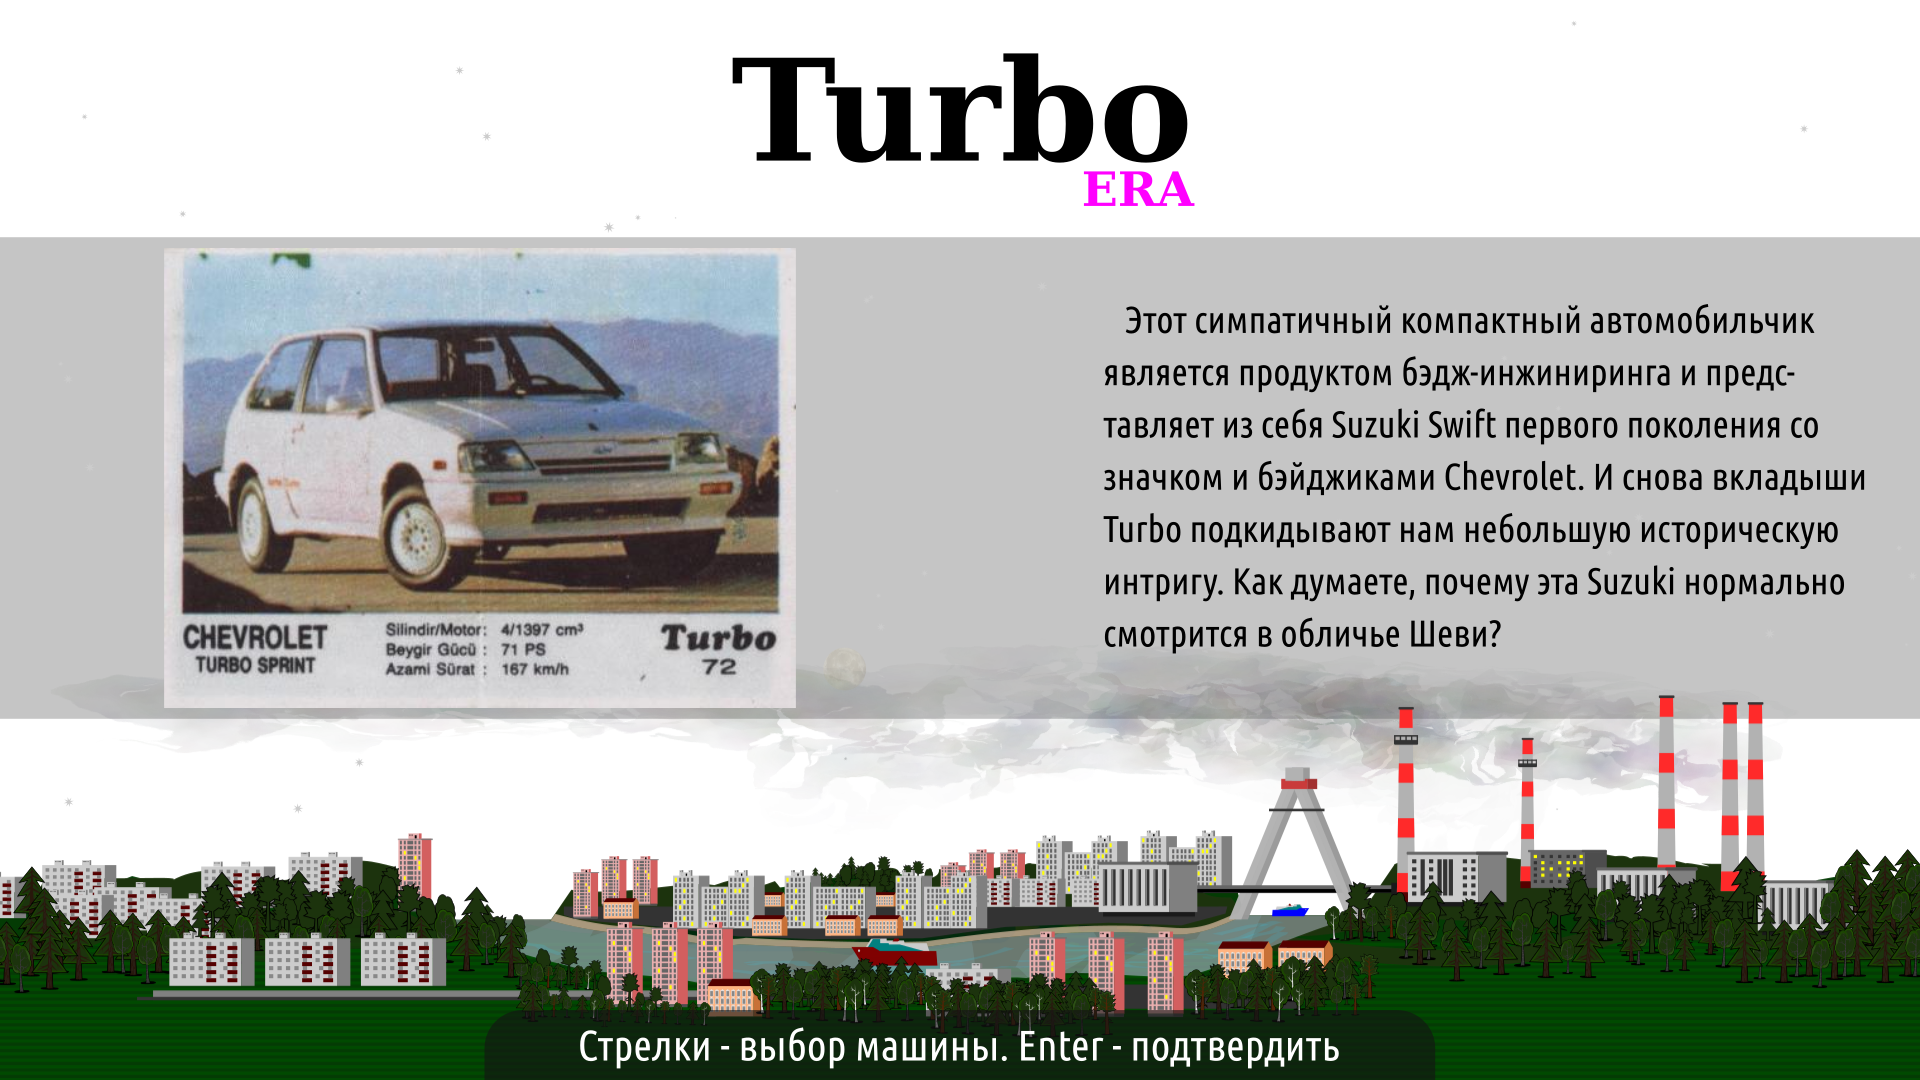 Turbo
ERA
Этот симпатичный компактный автомобильчик
является продуктом бэдж-инжиниринга и предс-
тавляет из себя Suzuki Swift первого поколения со
значком и бэйджиками Chevrolet. И снова вкладыши
Turbo подкидывают нам небольшую историческую
интригу. Как думаете, почему эта Suzuki нормально
смотрится в обличье Шеви?
CHEVROLET
TURBO SPRINT
Silindir/Motor: 4/1397 cm³
Beygir Gücü : 71 PS
Azami Sürat : 167 km/h
Turbo
72
Стрелки - выбор машины. Enter - подтвердить